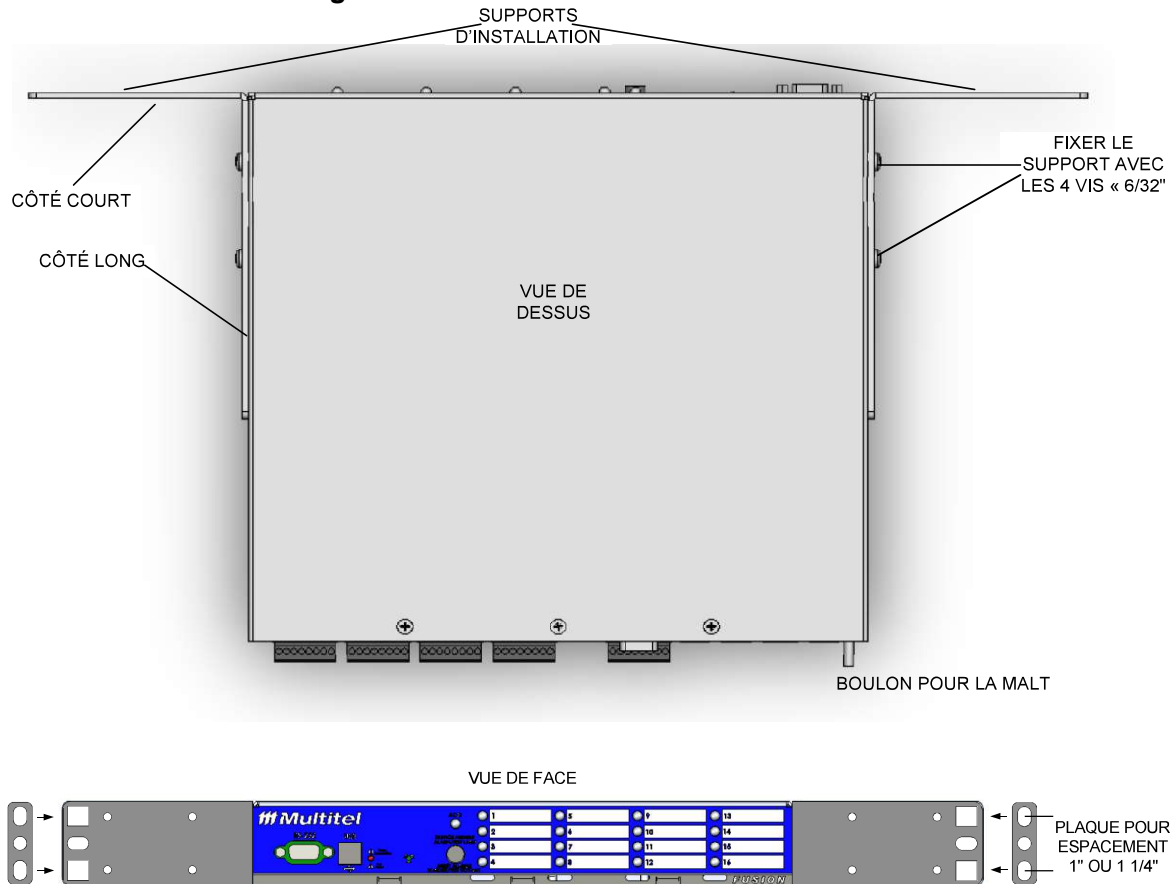 SUPPORTS
D'INSTALLATION
FIXER LE
SUPPORT AVEC
LES 4 VIS « 6/32"
CÔTÉ COURT
CÔTÉ LONG
VUE DE
DESSUS
BOULON POUR LA MALT
VUE DE FACE
Multitel
1 5 9 13
2 6 10 14
3 7 11 15
4 8 12 16
FUSION
PLAQUE POUR
ESPACEMENT
1" OU 1 1/4"